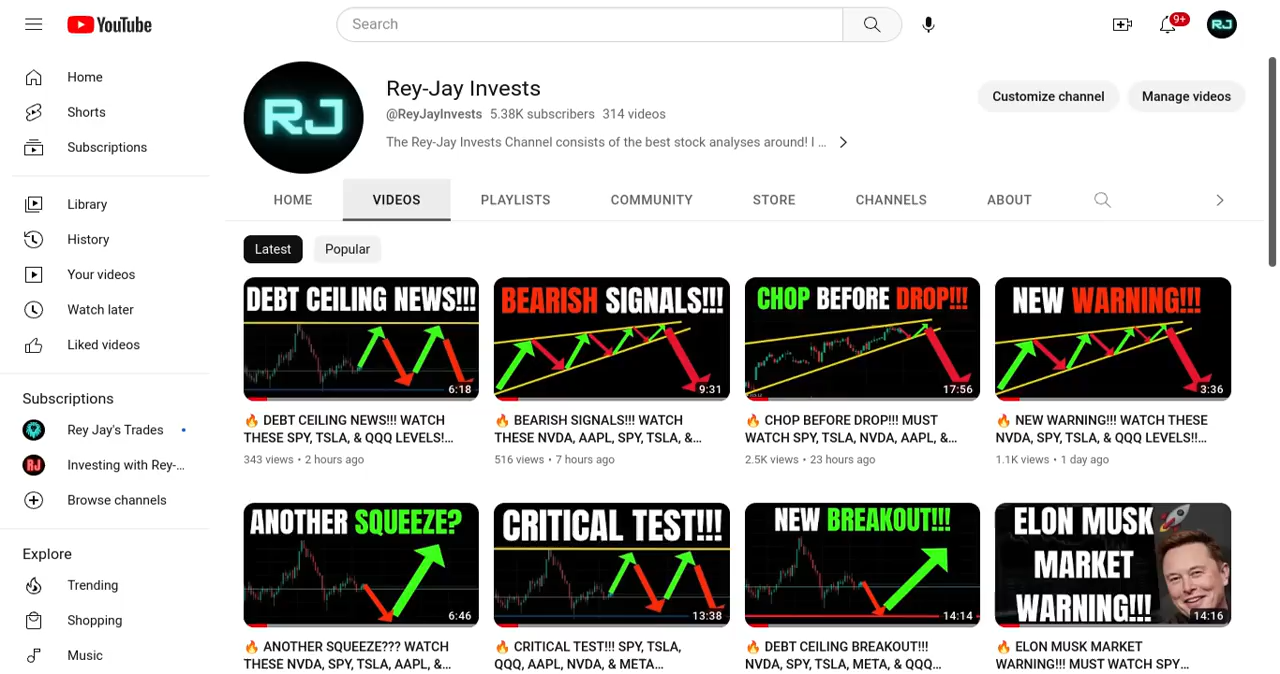 YouTube
Search
9+
RJ
Home
Shorts
Subscriptions
Library
History
Your videos
Watch later
Liked videos
Subscriptions
Rey Jay's Trades
RJ
Investing with Rey-...
Browse channels
Explore
Trending
Shopping
Music
RJ
Rey-Jay Invests
@ReyJayInvests 5.38K subscribers 314 videos
The Rey-Jay Invests Channel consists of the best stock analyses around! I ...
Customize channel
Manage videos
HOME VIDEOS PLAYLISTS COMMUNITY STORE CHANNELS ABOUT
Latest
Popular
DEBT CEILING NEWS!!!
6:18
🔥 DEBT CEILING NEWS!!! WATCH
THESE SPY, TSLA, & QQQ LEVELS!...
343 views • 2 hours ago
BEARISH SIGNALS!!!
9:31
🔥 BEARISH SIGNALS!!! WATCH
THESE NVDA, AAPL, SPY, TSLA, &...
516 views • 7 hours ago
CHOP BEFORE DROP!!!
17:56
🔥 CHOP BEFORE DROP!!! MUST
WATCH SPY, TSLA, NVDA, AAPL, &...
2.5K views • 23 hours ago
NEW WARNING!!!
3:36
🔥 NEW WARNING!!! WATCH THESE
NVDA, SPY, TSLA, & QQQ LEVELS!!...
1.1K views • 1 day ago
ANOTHER SQUEEZE?
6:46
🔥 ANOTHER SQUEEZE??? WATCH
THESE NVDA, SPY, TSLA, AAPL, &...
CRITICAL TEST!!!
13:38
🔥 CRITICAL TEST!!! SPY, TSLA,
QQQ, AAPL, NVDA, & META...
NEW BREAKOUT!!!
14:14
🔥 DEBT CEILING BREAKOUT!!!
NVDA, SPY, TSLA, META, & QQQ...
ELON MUSK
MARKET
WARNING!!!
14:16
🔥 ELON MUSK MARKET
WARNING!!! MUST WATCH SPY...